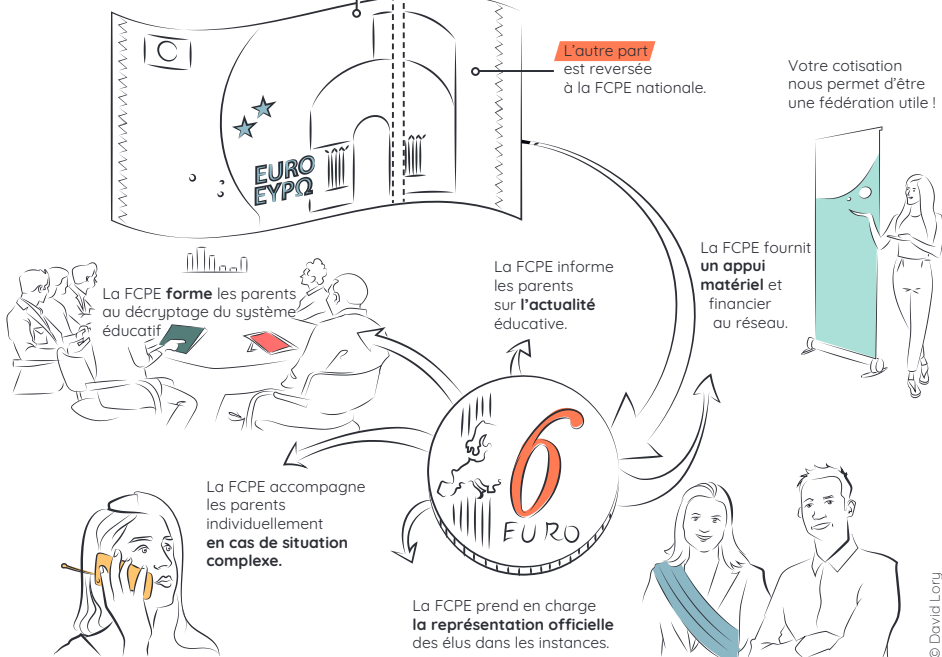 L'autre part
est reversée
à la FCPE nationale.
Votre cotisation
nous permet d'être
une fédération utile !
EURO
ΕΥΡΩ
La FCPE fournit
un appui
matériel et
financier
au réseau.
La FCPE informe
les parents
sur l'actualité
éducative.
La FCPE forme les parents
au décryptage du système
éducatif
6
EURO
La FCPE accompagne
les parents
individuellement
en cas de situation
complexe.
La FCPE prend en charge
la représentation officielle
des élus dans les instances.
© David Lory